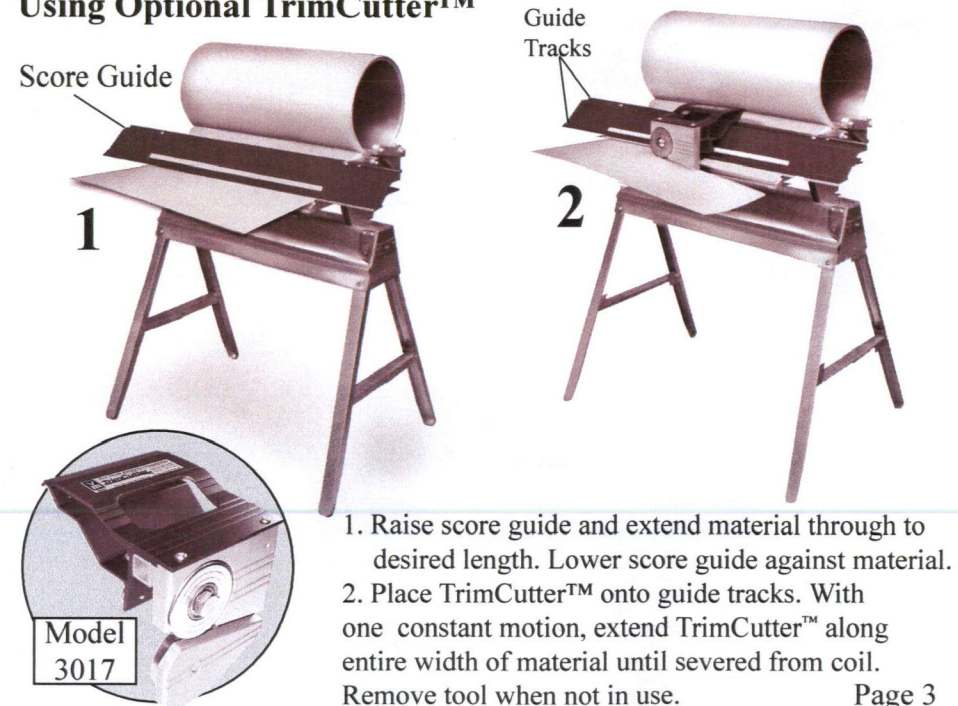 Using Optional TrimCutter™
Score Guide
Guide
Tracks
1
2
Model
3017
TrimCutter
1. Raise score guide and extend material through to
desired length. Lower score guide against material.
2. Place TrimCutter™ onto guide tracks. With
one constant motion, extend TrimCutter™ along
entire width of material until severed from coil.
Remove tool when not in use.
Page 3